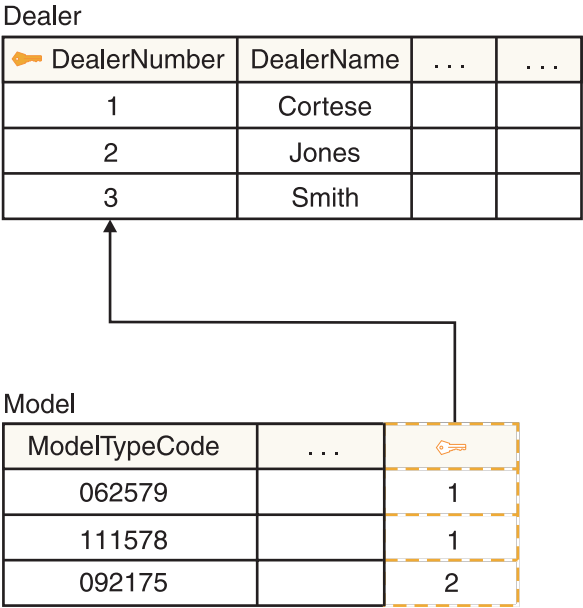 Dealer
DealerNumber DealerName ... ...
1 Cortese
2 Jones
3 Smith
Model
ModelTypeCode ...
062579 1
111578 1
092175 2